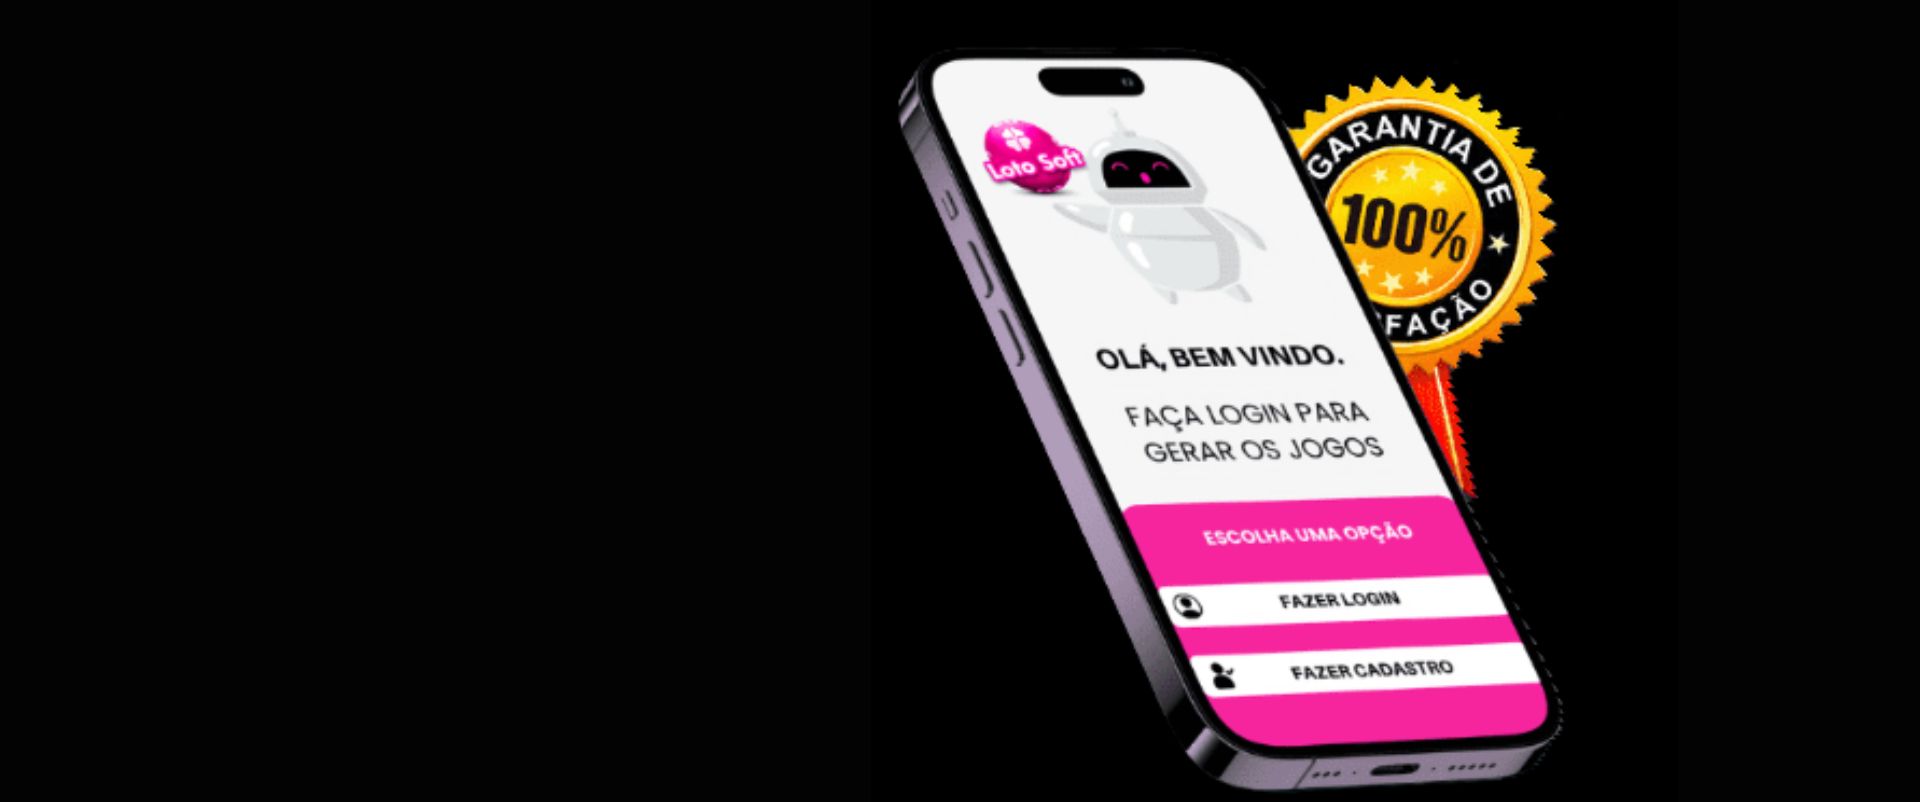 Loto Soft
GARANTIA DE
100%
FAÇÃO
OLÁ, BEM VINDO.
FAÇA LOGIN PARA
GERAR OS JOGOS
ESCOLHA UMA OPÇÃO
FAZER LOGIN
FAZER CADASTRO